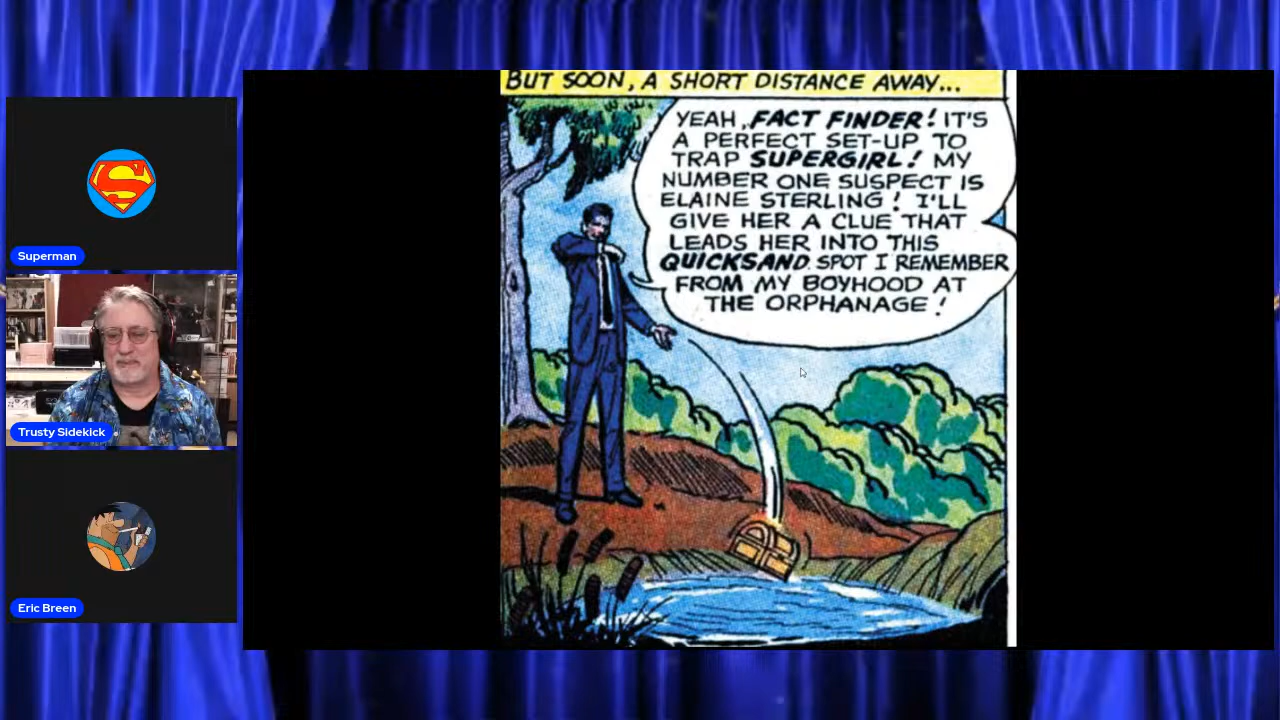 BUT SOON, A SHORT DISTANCE AWAY...
YEAH, FACT FINDER! IT'S
A PERFECT SET-UP TO
TRAP SUPERGIRL! MY
NUMBER ONE SUSPECT IS
ELAINE STERLING! I'LL
GIVE HER A CLUE THAT
LEADS HER INTO THIS
QUICKSAND SPOT I REMEMBER
FROM MY BOYHOOD AT
THE ORPHANAGE!
Superman
Trusty Sidekick
Eric Breen